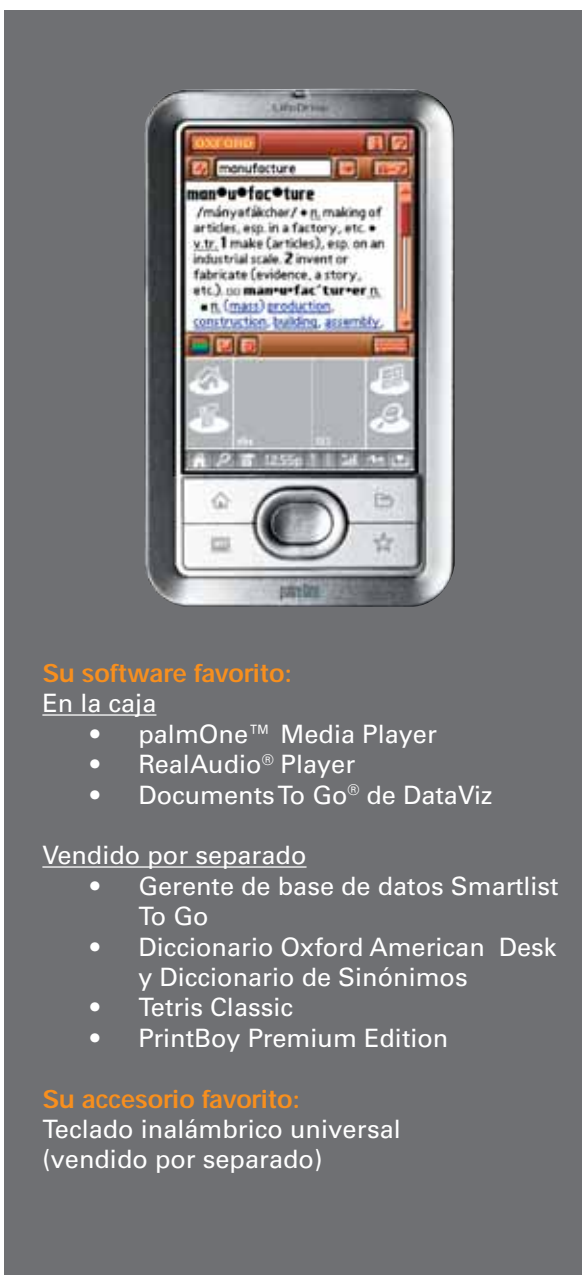 LifeDrive
OXFORD
manufacture
man•u•fac•ture
/mányəfákchər/ • n. making of
articles, esp. in a factory, etc. •
v.tr. 1 make (articles), esp. on an
industrial scale. 2 invent or
fabricate (evidence, a story,
etc.). □□ man•u•fac´tur•er n.
• n. (mass) production,
construction, building, assembly,
abc
123
12:55p
palmOne
Su software favorito:
En la caja
• palmOne™ Media Player
• RealAudio® Player
• Documents To Go® de DataViz
Vendido por separado
• Gerente de base de datos Smartlist
To Go
• Diccionario Oxford American Desk
y Diccionario de Sinónimos
• Tetris Classic
• PrintBoy Premium Edition
Su accesorio favorito:
Teclado inalámbrico universal
(vendido por separado)